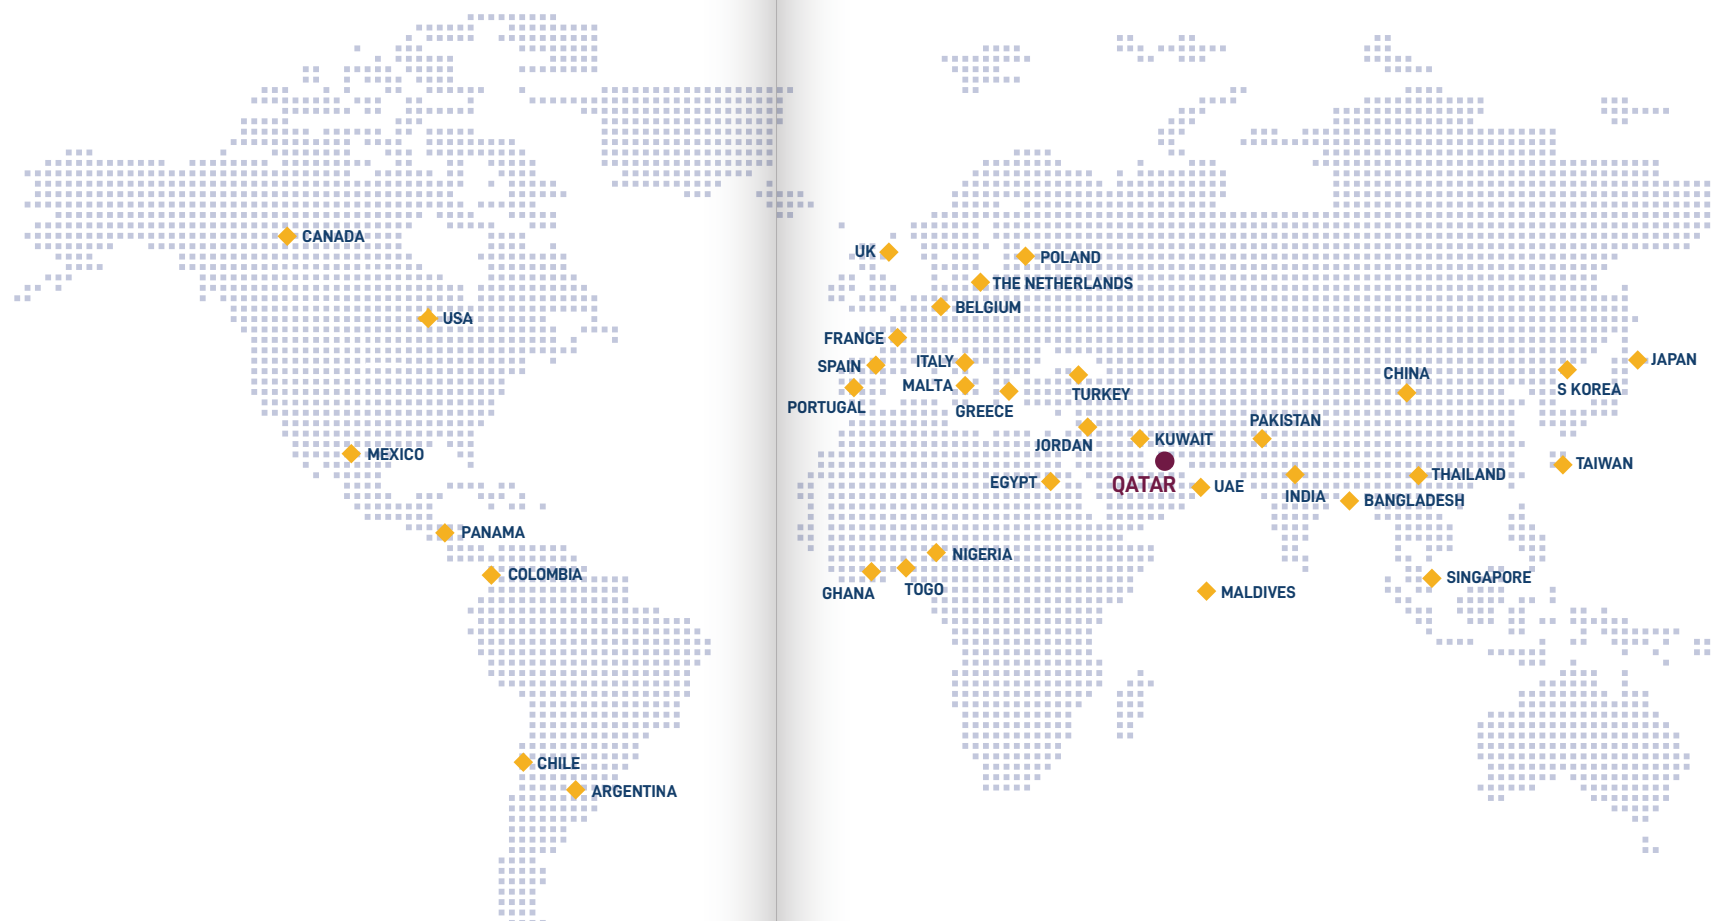 CANADA
USA
MEXICO
PANAMA
COLOMBIA
CHILE
ARGENTINA
UK
POLAND
THE NETHERLANDS
BELGIUM
FRANCE
SPAIN
ITALY
PORTUGAL
MALTA
GREECE
TURKEY
JORDAN
KUWAIT
EGYPT
QATAR
UAE
PAKISTAN
INDIA
BANGLADESH
CHINA
THAILAND
S KOREA
JAPAN
TAIWAN
NIGERIA
GHANA
TOGO
MALDIVES
SINGAPORE